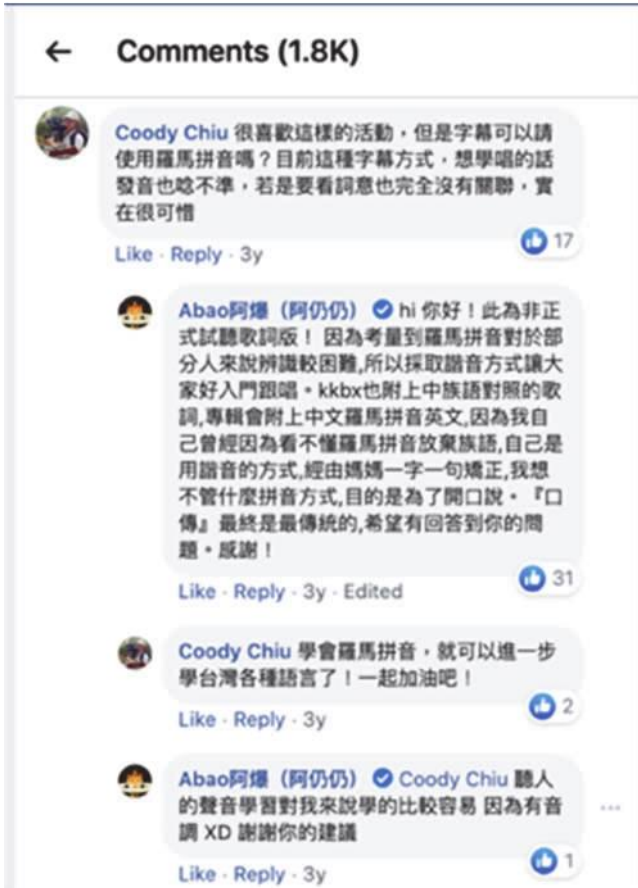 ← Comments (1.8K)
Coody Chiu 很喜歡這樣的活動，但是字幕可以請
使用羅馬拼音嗎？目前這種字幕方式，想學唱的話
發音也唸不準，若是要看詞意也完全沒有關聯，實
在很可惜
17
Like · Reply · 3y
Abao阿爆（阿仍仍） hi 你好！此為非正
式試聽歌詞版！ 因為考量到羅馬拼音對於部
分人來說辨識較困難,所以採取諧音方式讓大
家好入門跟唱。kkbx也附上中族語對照的歌
詞,專輯會附上中文羅馬拼音英文,因為我自
己曾經因為看不懂羅馬拼音放棄族語,自己是
用諧音的方式,經由媽媽一字一句矯正,我想
不管什麼拼音方式,目的是為了開口說。『口
傳』最終是最傳統的,希望有回答到你的問
題。感謝！
31
Like · Reply · 3y · Edited
Coody Chiu 學會羅馬拼音，就可以進一步
學台灣各種語言了！一起加油吧！
2
Like · Reply · 3y
Abao阿爆（阿仍仍） Coody Chiu 聽人
的聲音學習對我來說學的比較容易 因為有音
調 XD 謝謝你的建議
1
Like · Reply · 3y